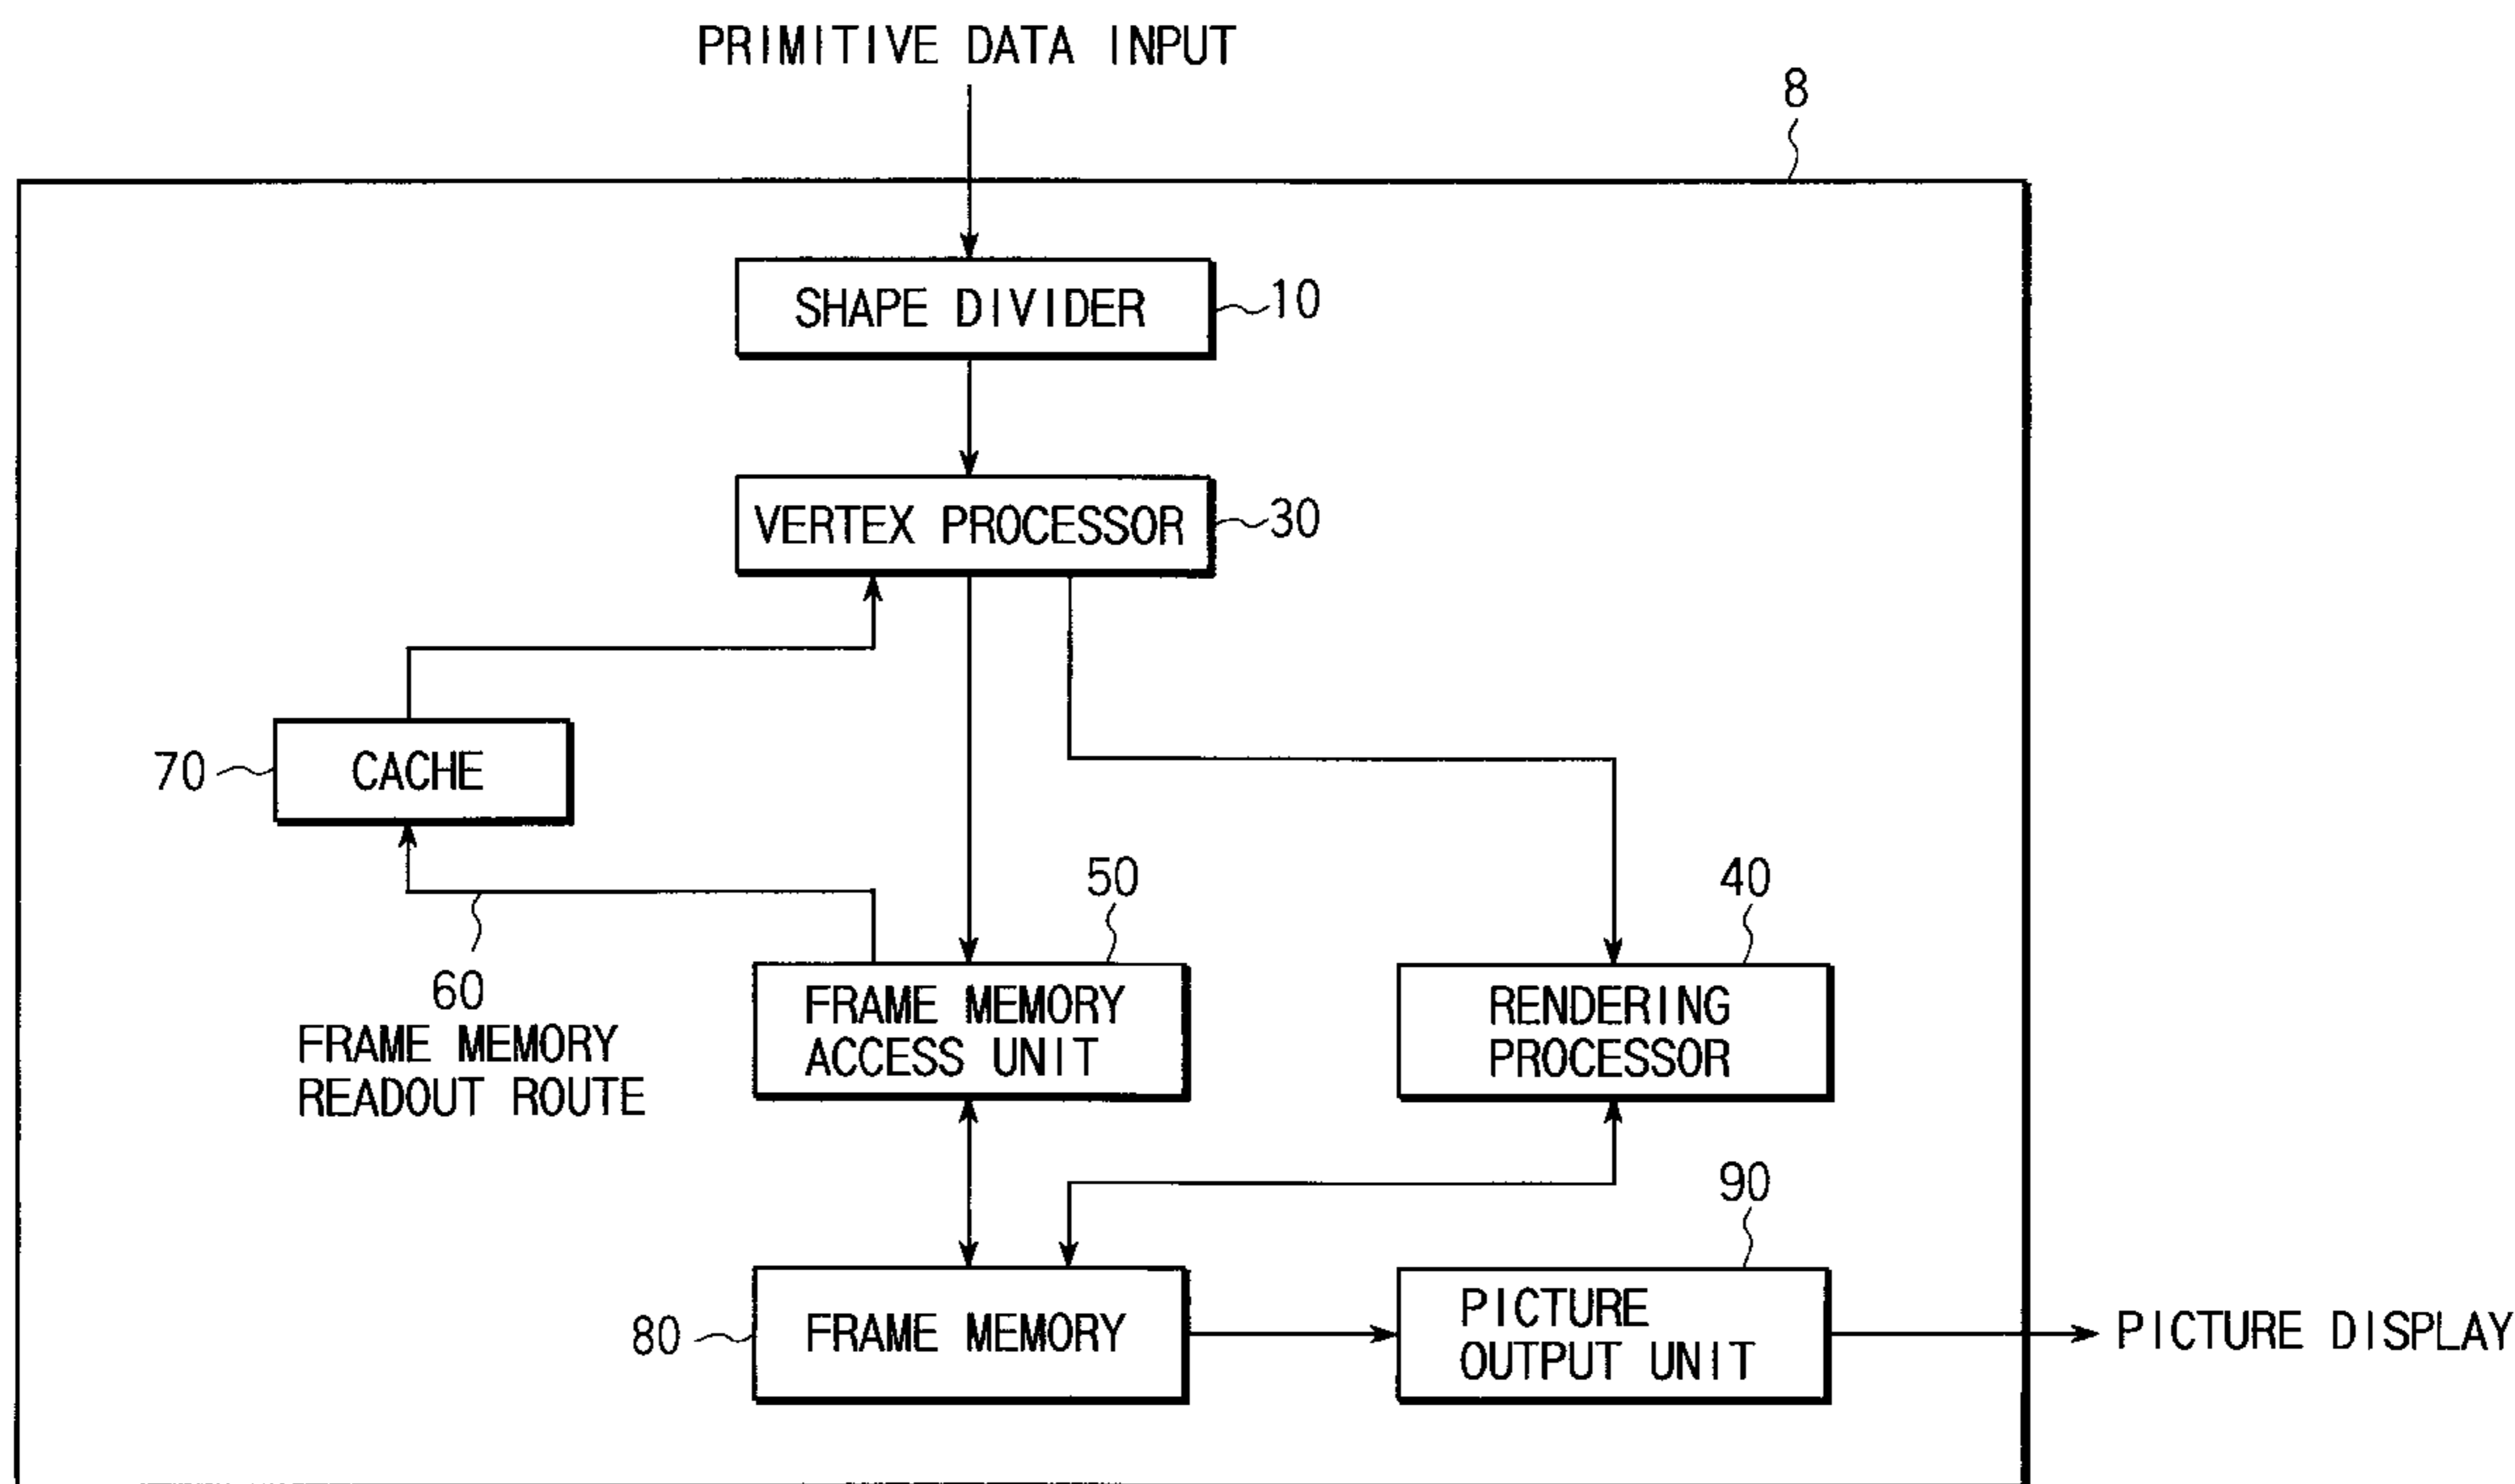 PRIMITIVE DATA INPUT
8
SHAPE DIVIDER
10
VERTEX PROCESSOR
30
70
CACHE
50
40
60
FRAME MEMORY
READOUT ROUTE
FRAME MEMORY
ACCESS UNIT
RENDERING
PROCESSOR
90
80
FRAME MEMORY
PICTURE
OUTPUT UNIT
PICTURE DISPLAY